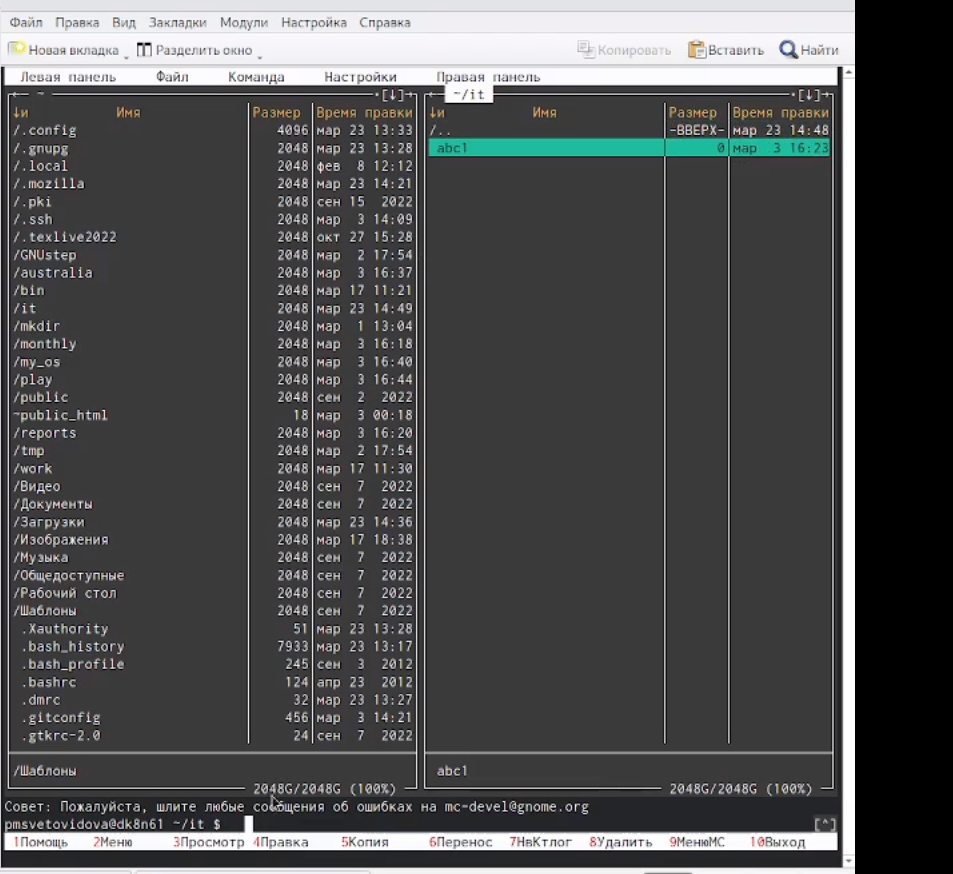 Файл Правка Вид Закладки Модули Настройка Справка
Новая вкладка Разделить окно Копировать Вставить Найти
Левая панель Файл Команда Настройки Правая панель
~ .[↓] ~/it .[↓]
↓и Имя Размер Время правки ↓и Имя Размер Время правки
/.config 4096 мар 23 13:33 /.. -ВВЕРХ- мар 23 14:48
/.gnupg 2048 мар 23 13:28 abc1 0 мар 3 16:23
/.local 2048 фев 8 12:12
/.mozilla 2048 мар 23 14:21
/.pki 2048 сен 15 2022
/.ssh 2048 мар 3 14:09
/.texlive2022 2048 окт 27 15:28
/GNUstep 2048 мар 2 17:54
/australia 2048 мар 3 16:37
/bin 2048 мар 17 11:21
/it 2048 мар 23 14:49
/mkdir 2048 мар 1 13:04
/monthly 2048 мар 3 16:18
/my_os 2048 мар 3 16:40
/play 2048 мар 3 16:44
/public 2048 сен 2 2022
~public_html 18 мар 3 00:18
/reports 2048 мар 3 16:20
/tmp 2048 мар 2 17:54
/work 2048 мар 17 11:30
/Видео 2048 сен 7 2022
/Документы 2048 сен 7 2022
/Загрузки 2048 мар 23 14:36
/Изображения 2048 мар 17 18:38
/Музыка 2048 сен 7 2022
/Общедоступные 2048 сен 7 2022
/Рабочий стол 2048 сен 7 2022
/Шаблоны 2048 сен 7 2022
.Xauthority 51 мар 23 13:28
.bash_history 7933 мар 23 13:17
.bash_profile 245 сен 3 2012
.bashrc 124 апр 23 2012
.dmrc 32 мар 23 13:27
.gitconfig 456 мар 3 14:21
.gtkrc-2.0 24 сен 7 2022
/Шаблоны abc1
2048G/2048G (100%) 2048G/2048G (100%)
Совет: Пожалуйста, шлите любые сообщения об ошибках на mc-devel@gnome.org
pmsvetovidova@dk8n61 ~/it $ [^]
1Помощь 2Меню 3Просмотр 4Правка 5Копия 6Перенос 7НвКтлог 8Удалить 9МенюMC 10Выход